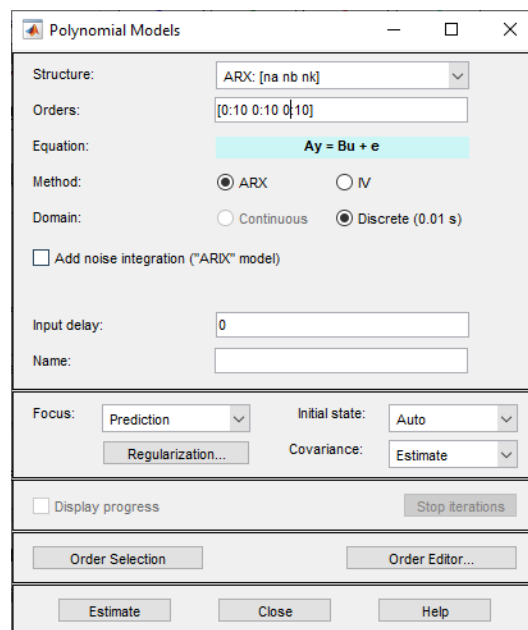 Polynomial Models
Structure: ARX: [na nb nk]
Orders: [0:10 0:10 0:10]
Equation: Ay = Bu + e
Method: ARX IV
Domain: Continuous Discrete (0.01 s)
Add noise integration ("ARIX" model)
Input delay: 0
Name:
Focus: Prediction Initial state: Auto
Regularization... Covariance: Estimate
Display progress Stop iterations
Order Selection Order Editor...
Estimate Close Help